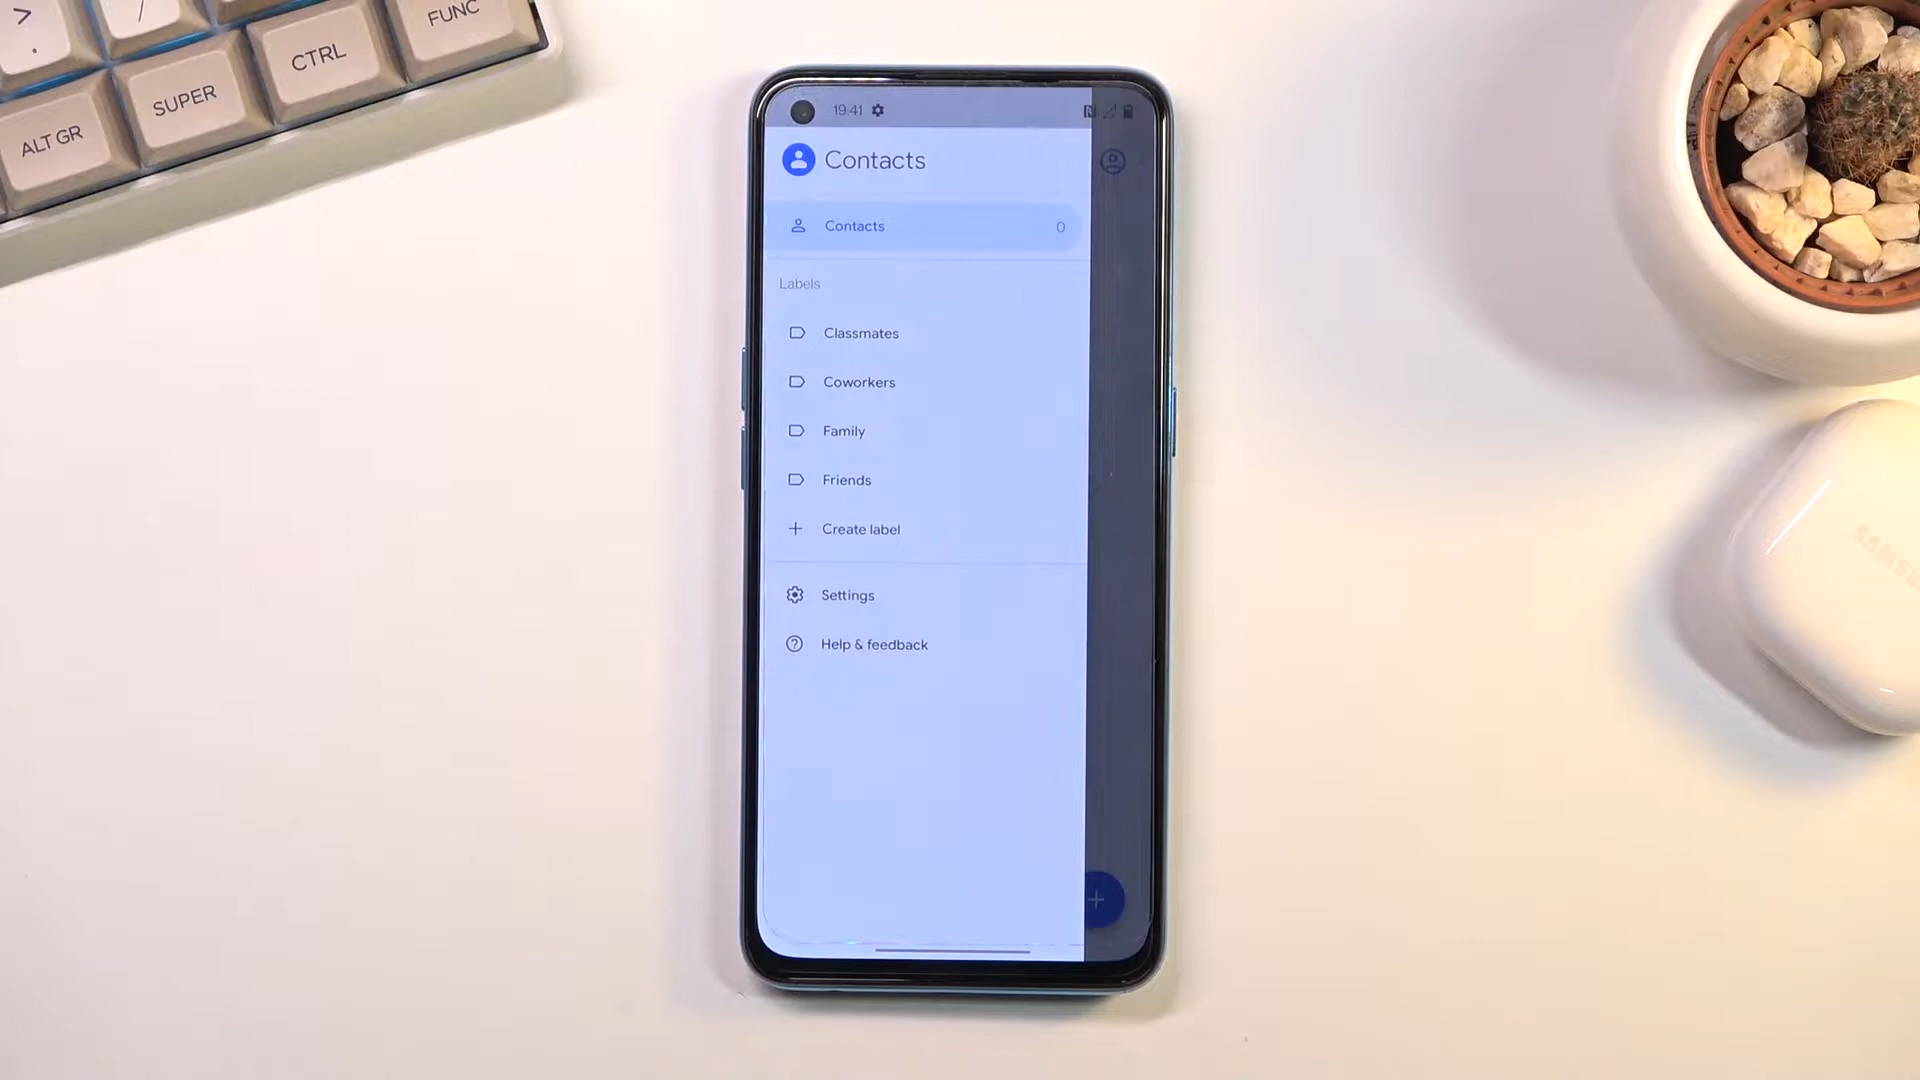 >
.
/
FUNC
CTRL
SUPER
ALT GR
19:41
Contacts
Contacts 0
Labels
Classmates
Coworkers
Family
Friends
+ Create label
Settings
Help & feedback
+
SAMSU